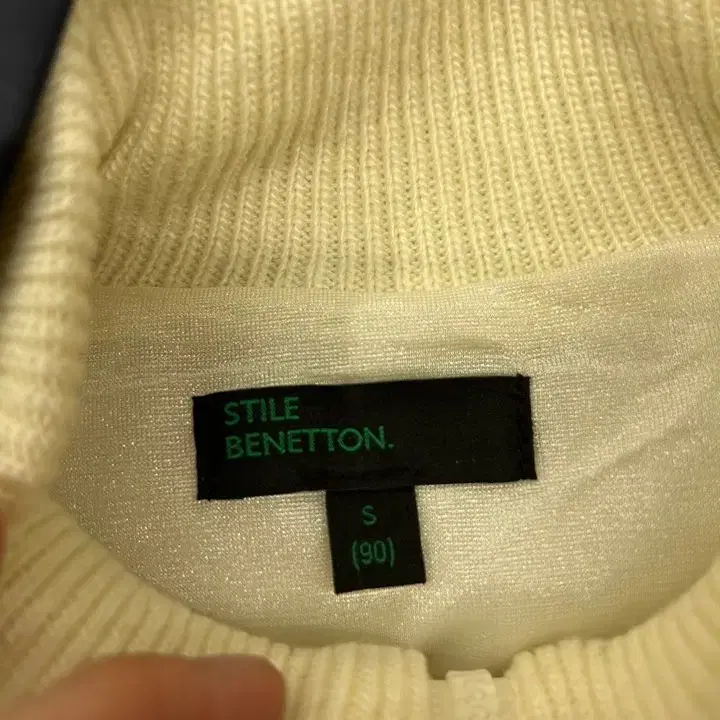 STILE
BENETTON.
S
(90)